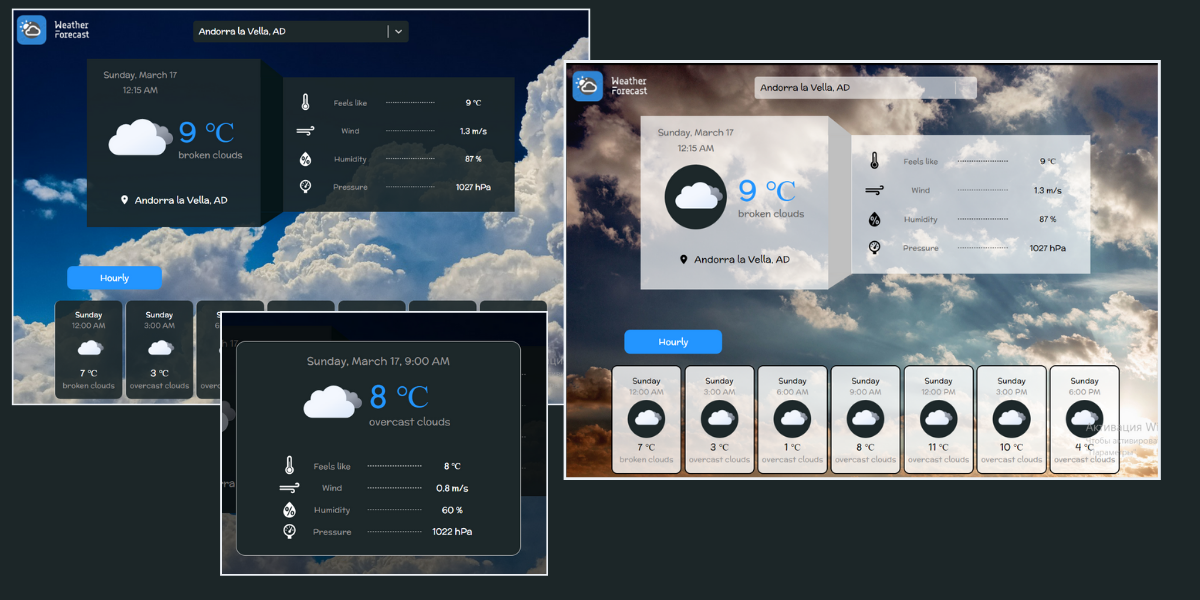 Weather
Forecast
Andorra la Vella, AD
Sunday, March 17
12:15 AM
9 °C
broken clouds
Andorra la Vella, AD
Feels like 9 °C
Wind 1.3 m/s
Humidity 87 %
Pressure 1027 hPa
Hourly
Sunday Sunday
12:00 AM 3:00 AM
7 °C 3 °C
broken clouds overcast clouds
Sunday, March 17, 9:00 AM
8 °C
overcast clouds
Feels like 8 °C
Wind 0.8 m/s
Humidity 60 %
Pressure 1022 hPa
Weather
Forecast
Andorra la Vella, AD
Sunday, March 17
12:15 AM
9 °C
broken clouds
Andorra la Vella, AD
Feels like 9 °C
Wind 1.3 m/s
Humidity 87 %
Pressure 1027 hPa
Hourly
Sunday Sunday Sunday Sunday Sunday Sunday Sunday
12:00 AM 3:00 AM 6:00 AM 9:00 AM 12:00 PM 3:00 PM 6:00 PM
7 °C 3 °C 1 °C 8 °C 11 °C 10 °C 4 °C
broken clouds overcast clouds overcast clouds overcast clouds overcast clouds overcast clouds overcast clouds
Активация Wi
Чтобы активирова